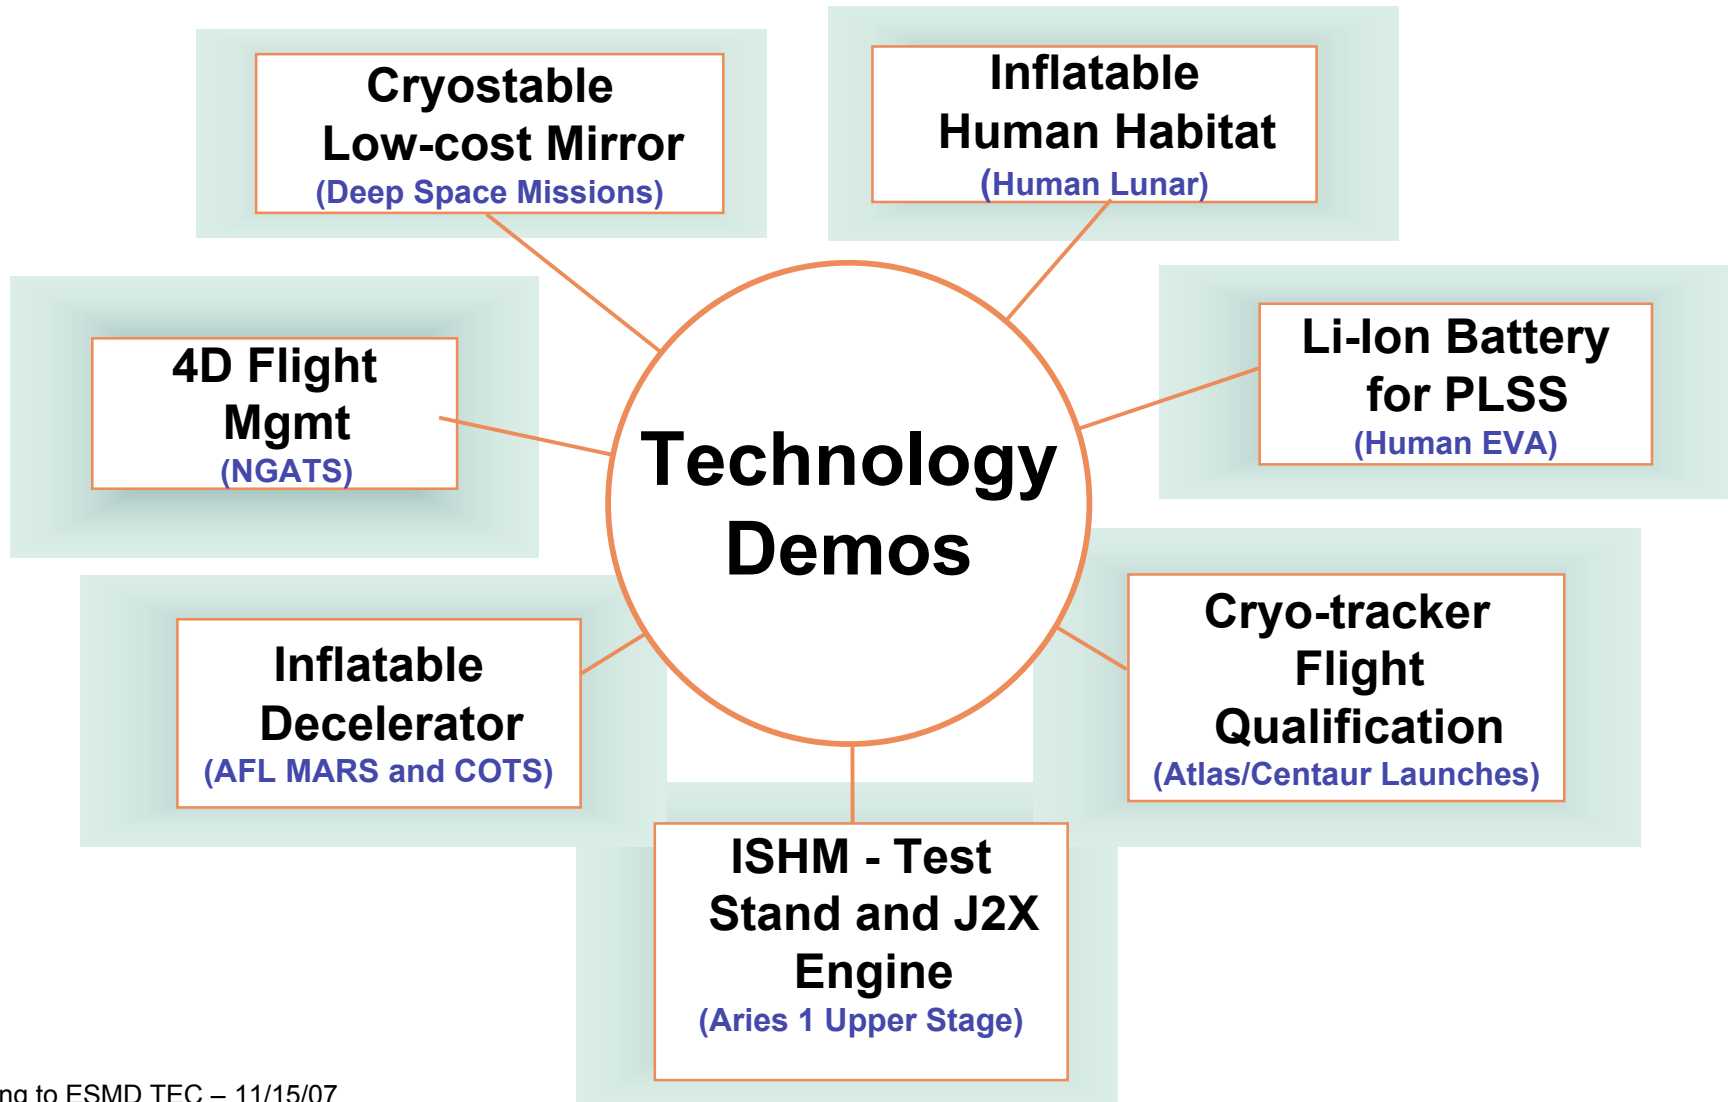 Cryostable
Low-cost Mirror
(Deep Space Missions)
Inflatable
Human Habitat
(Human Lunar)
4D Flight
Mgmt
(NGATS)
Li-Ion Battery
for PLSS
(Human EVA)
Technology
Demos
Inflatable
Decelerator
(AFL MARS and COTS)
Cryo-tracker
Flight
Qualification
(Atlas/Centaur Launches)
ISHM - Test
Stand and J2X
Engine
(Aries 1 Upper Stage)
to ESMD TEC – 11/15/07